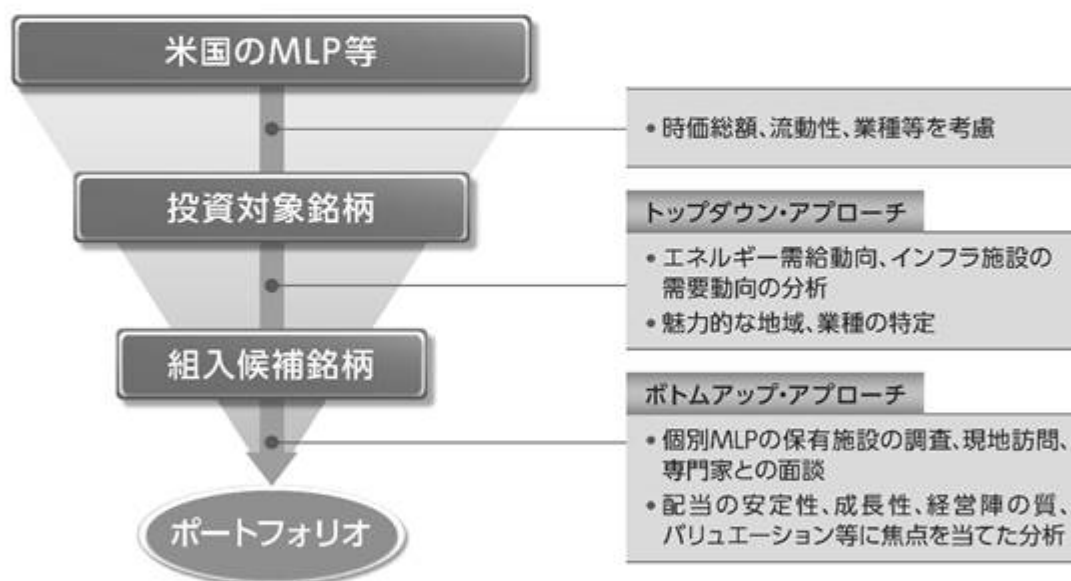 米国のMLP等
• 時価総額、流動性、業種等を考慮
投資対象銘柄
トップダウン・アプローチ
• エネルギー需給動向、インフラ施設の
需要動向の分析
• 魅力的な地域、業種の特定
組入候補銘柄
ボトムアップ・アプローチ
• 個別MLPの保有施設の調査、現地訪問、
専門家との面談
• 配当の安定性、成長性、経営陣の質、
バリュエーション等に焦点を当てた分析
ポートフォリオ